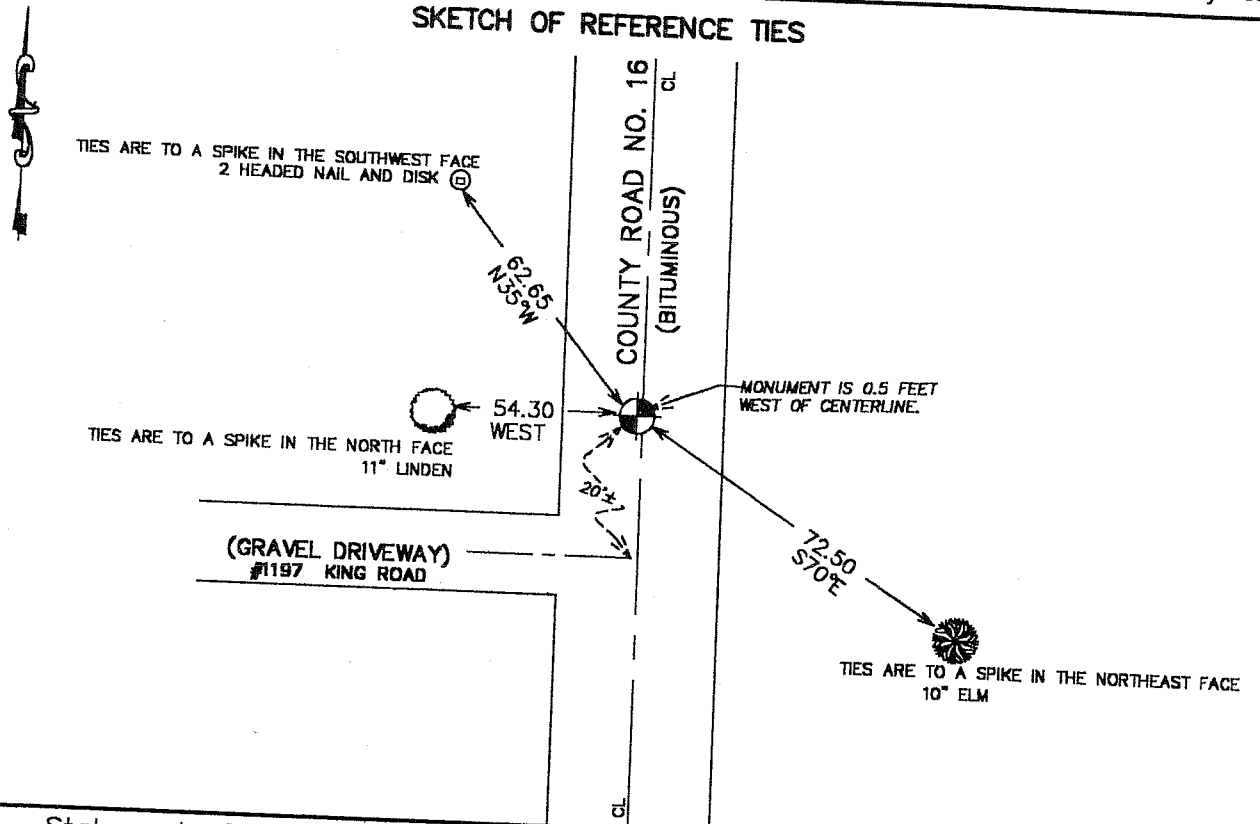 SKETCH OF REFERENCE TIES
COUNTY ROAD NO. 16
CL
(BITUMINOUS)
TIES ARE TO A SPIKE IN THE SOUTHWEST FACE
2 HEADED NAIL AND DISK
62.65
N35°W
MONUMENT IS 0.5 FEET
WEST OF CENTERLINE.
54.30
WEST
TIES ARE TO A SPIKE IN THE NORTH FACE
11" LINDEN
20'±
(GRAVEL DRIVEWAY)
#1197 KING ROAD
72.50
S70°E
TIES ARE TO A SPIKE IN THE NORTHEAST FACE
10" ELM
CL